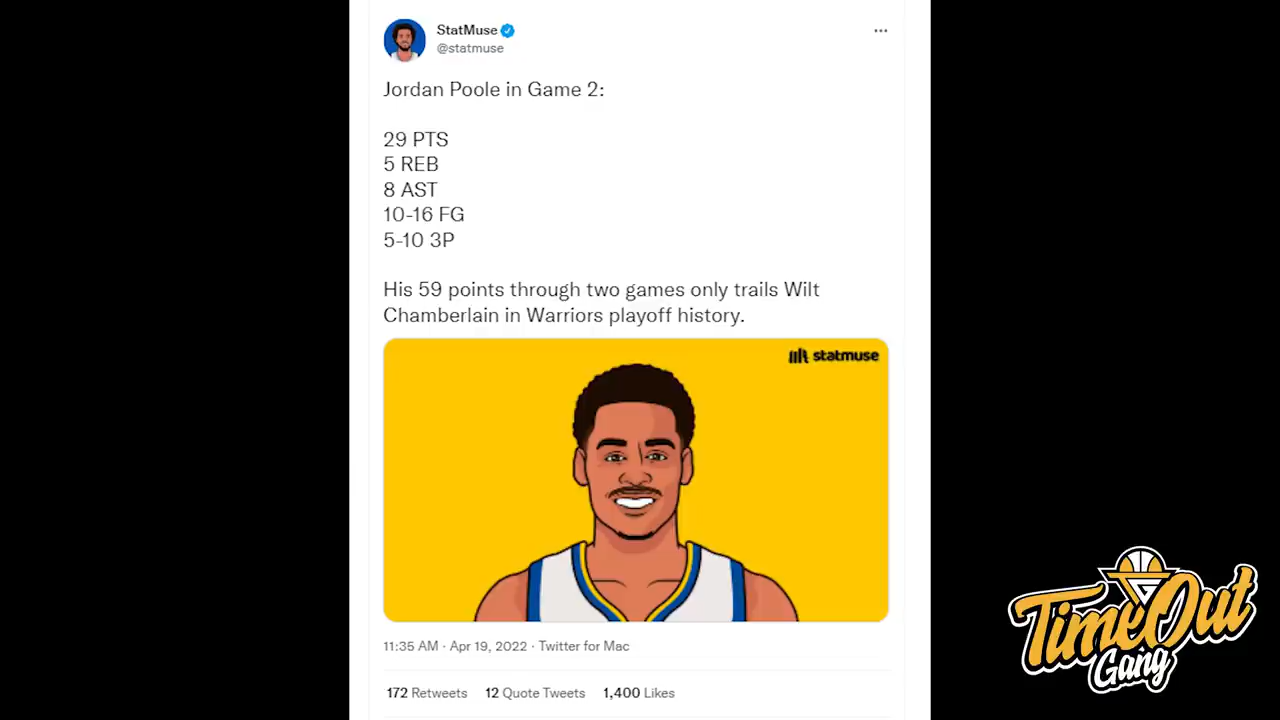 StatMuse
@statmuse
Jordan Poole in Game 2:
29 PTS
5 REB
8 AST
10-16 FG
5-10 3P
His 59 points through two games only trails Wilt
Chamberlain in Warriors playoff history.
statmuse
11:35 AM · Apr 19, 2022 · Twitter for Mac
172 Retweets 12 Quote Tweets 1,400 Likes
TimeOut
Gang